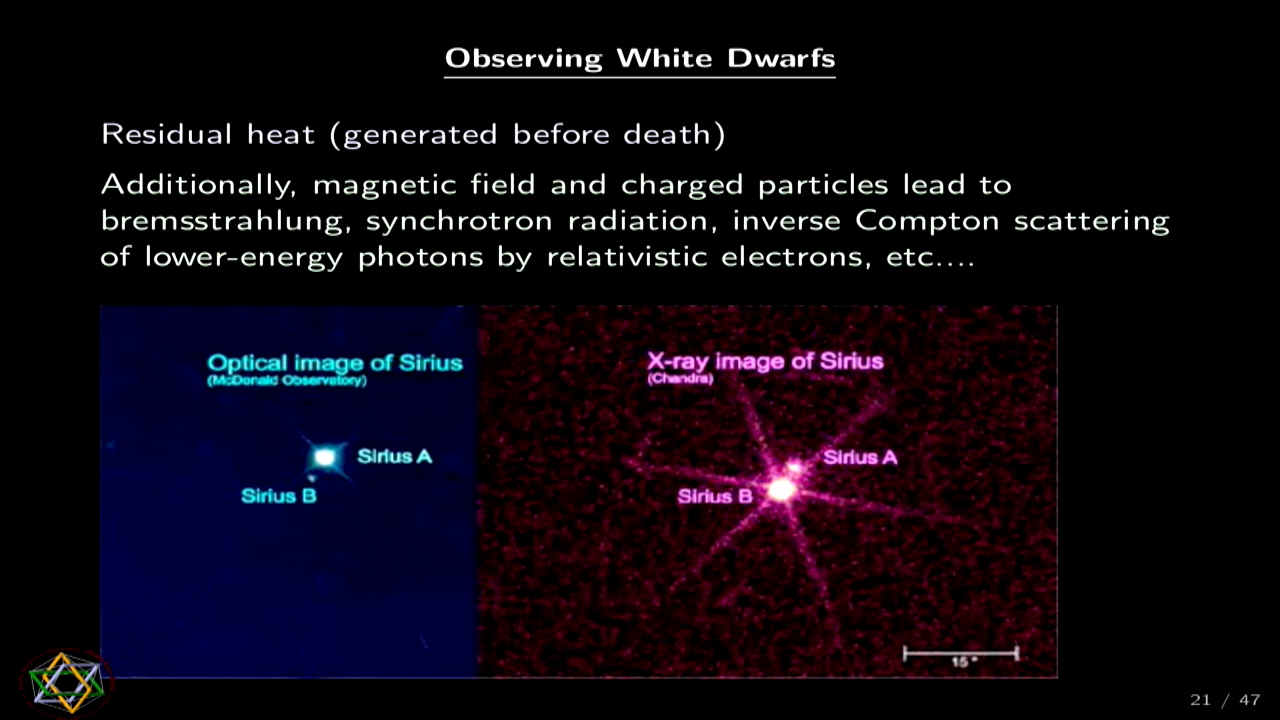 Observing White Dwarfs
Residual heat (generated before death)
Additionally, magnetic field and charged particles lead to
bremsstrahlung, synchrotron radiation, inverse Compton scattering
of lower-energy photons by relativistic electrons, etc....
Optical image of Sirius
(McDonald Observatory)
Sirius A
Sirius B
X-ray image of Sirius
(Chandra)
Sirius A
Sirius B
15"
21 / 47